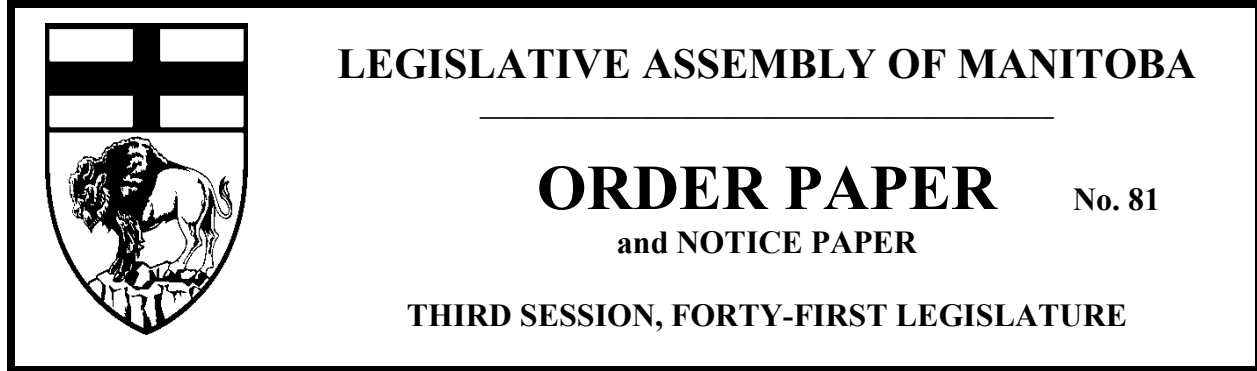 LEGISLATIVE ASSEMBLY OF MANITOBA
ORDER PAPER No. 81
and NOTICE PAPER
THIRD SESSION, FORTY-FIRST LEGISLATURE